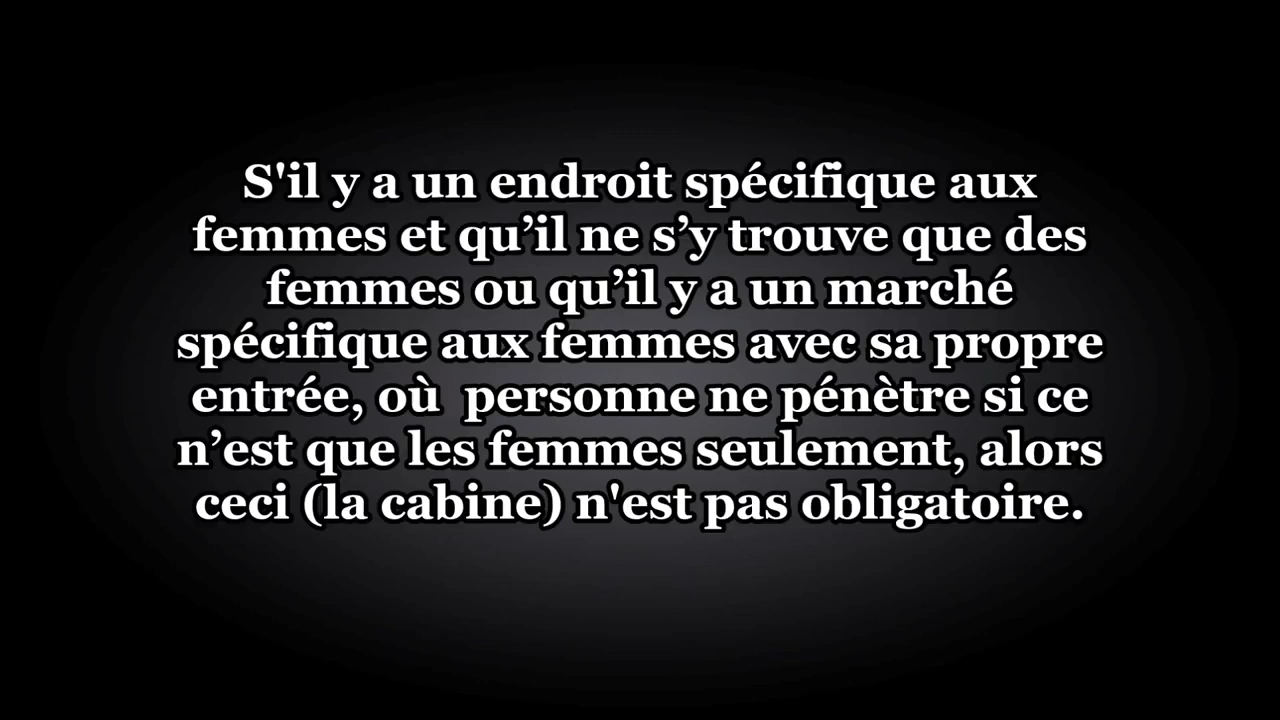 S'il y a un endroit spécifique aux
femmes et qu’il ne s’y trouve que des
femmes ou qu’il y a un marché
spécifique aux femmes avec sa propre
entrée, où  personne ne pénètre si ce
n’est que les femmes seulement, alors
ceci (la cabine) n'est pas obligatoire.